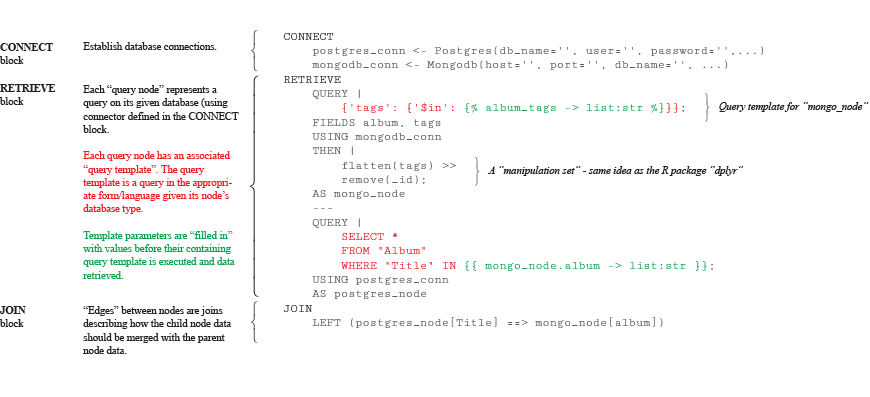 CONNECT
block
Establish database connections.
RETRIEVE
block
Each “query node” represents a
query on its given database (using
connector defined in the CONNECT
block.
Each query node has an associated
“query template”. The query
template is a query in the appropri-
ate form/language given its node’s
database type.
Template parameters are “filled in”
with values before their containing
query template is executed and data
retrieved.
JOIN
block
“Edges” between nodes are joins
describing how the child node data
should be merged with the parent
node data.
CONNECT
postgres_conn <- Postgres(db_name='', user='', password='',...)
mongodb_conn <- Mongodb(host='', port='', db_name='', ...)
RETRIEVE
QUERY |
{'tags': {'$in': {% album_tags -> list:str %}}};
FIELDS album, tags
USING mongodb_conn
THEN |
flatten(tags) >>
remove(_id);
AS mongo_node
---
QUERY |
SELECT *
FROM "Album"
WHERE "Title" IN {{ mongo_node.album -> list:str }};
USING postgres_conn
AS postgres_node
JOIN
LEFT (postgres_node[Title] ==> mongo_node[album])
Query template for “mongo_node”
A “manipulation set” - same idea as the R package “dplyr”